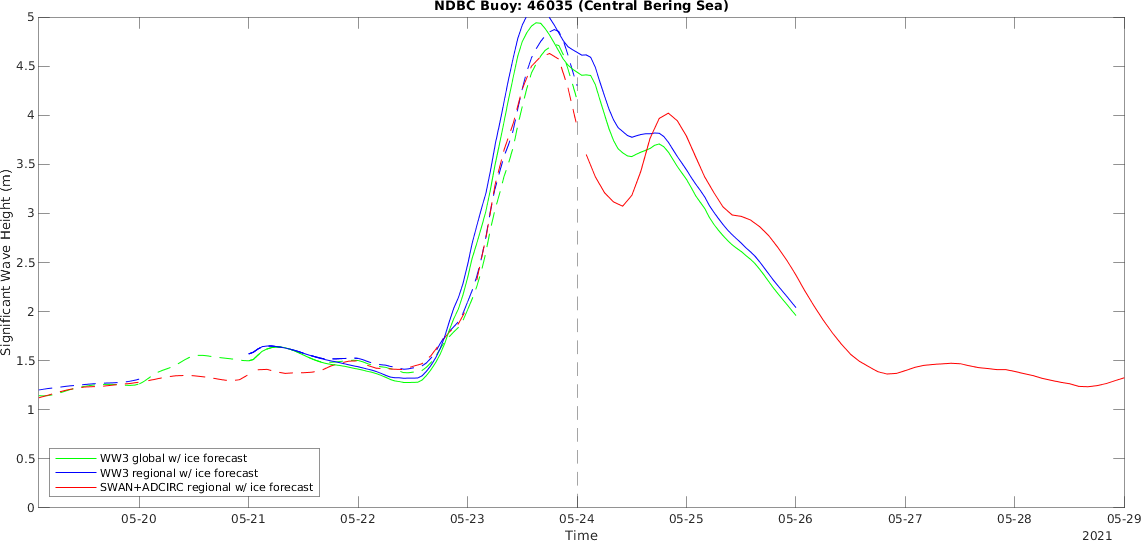 NDBC Buoy: 46035 (Central Bering Sea)
5
4.5
4
3.5
3
2.5
2
1.5
1
0.5
0
Significant Wave Height (m)
WW3 global w/ ice forecast
WW3 regional w/ ice forecast
SWAN+ADCIRC regional w/ ice forecast
05-20 05-21 05-22 05-23 05-24 05-25 05-26 05-27 05-28 05-29
Time
2021